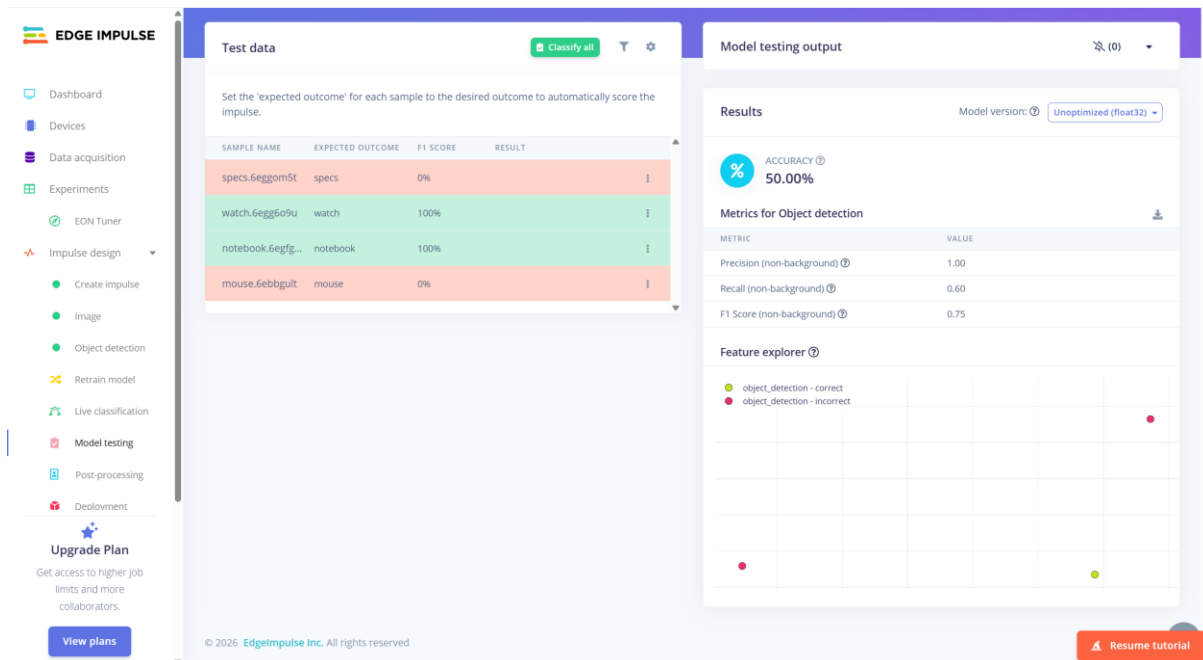 EDGE IMPULSE
Dashboard
Devices
Data acquisition
Experiments
EON Tuner
Impulse design
Create impulse
Image
Object detection
Retrain model
Live classification
Model testing
Post-processing
Deployment
Upgrade Plan
Get access to higher job
limits and more
collaborators.
View plans
Test data
Classify all
Set the 'expected outcome' for each sample to the desired outcome to automatically score the
impulse.
SAMPLE NAME EXPECTED OUTCOME F1 SCORE RESULT
specs.6eggom5t specs 0%
watch.6egg6o9u watch 100%
notebook.6egfg... notebook 100%
mouse.6ebbgult mouse 0%
© 2026 EdgeImpulse Inc. All rights reserved
Model testing output (0)
Results Model version: Unoptimized (float32)
%
ACCURACY
50.00%
Metrics for Object detection
METRIC VALUE
Precision (non-background) 1.00
Recall (non-background) 0.60
F1 Score (non-background) 0.75
Feature explorer
object_detection - correct
object_detection - incorrect
Resume tutorial